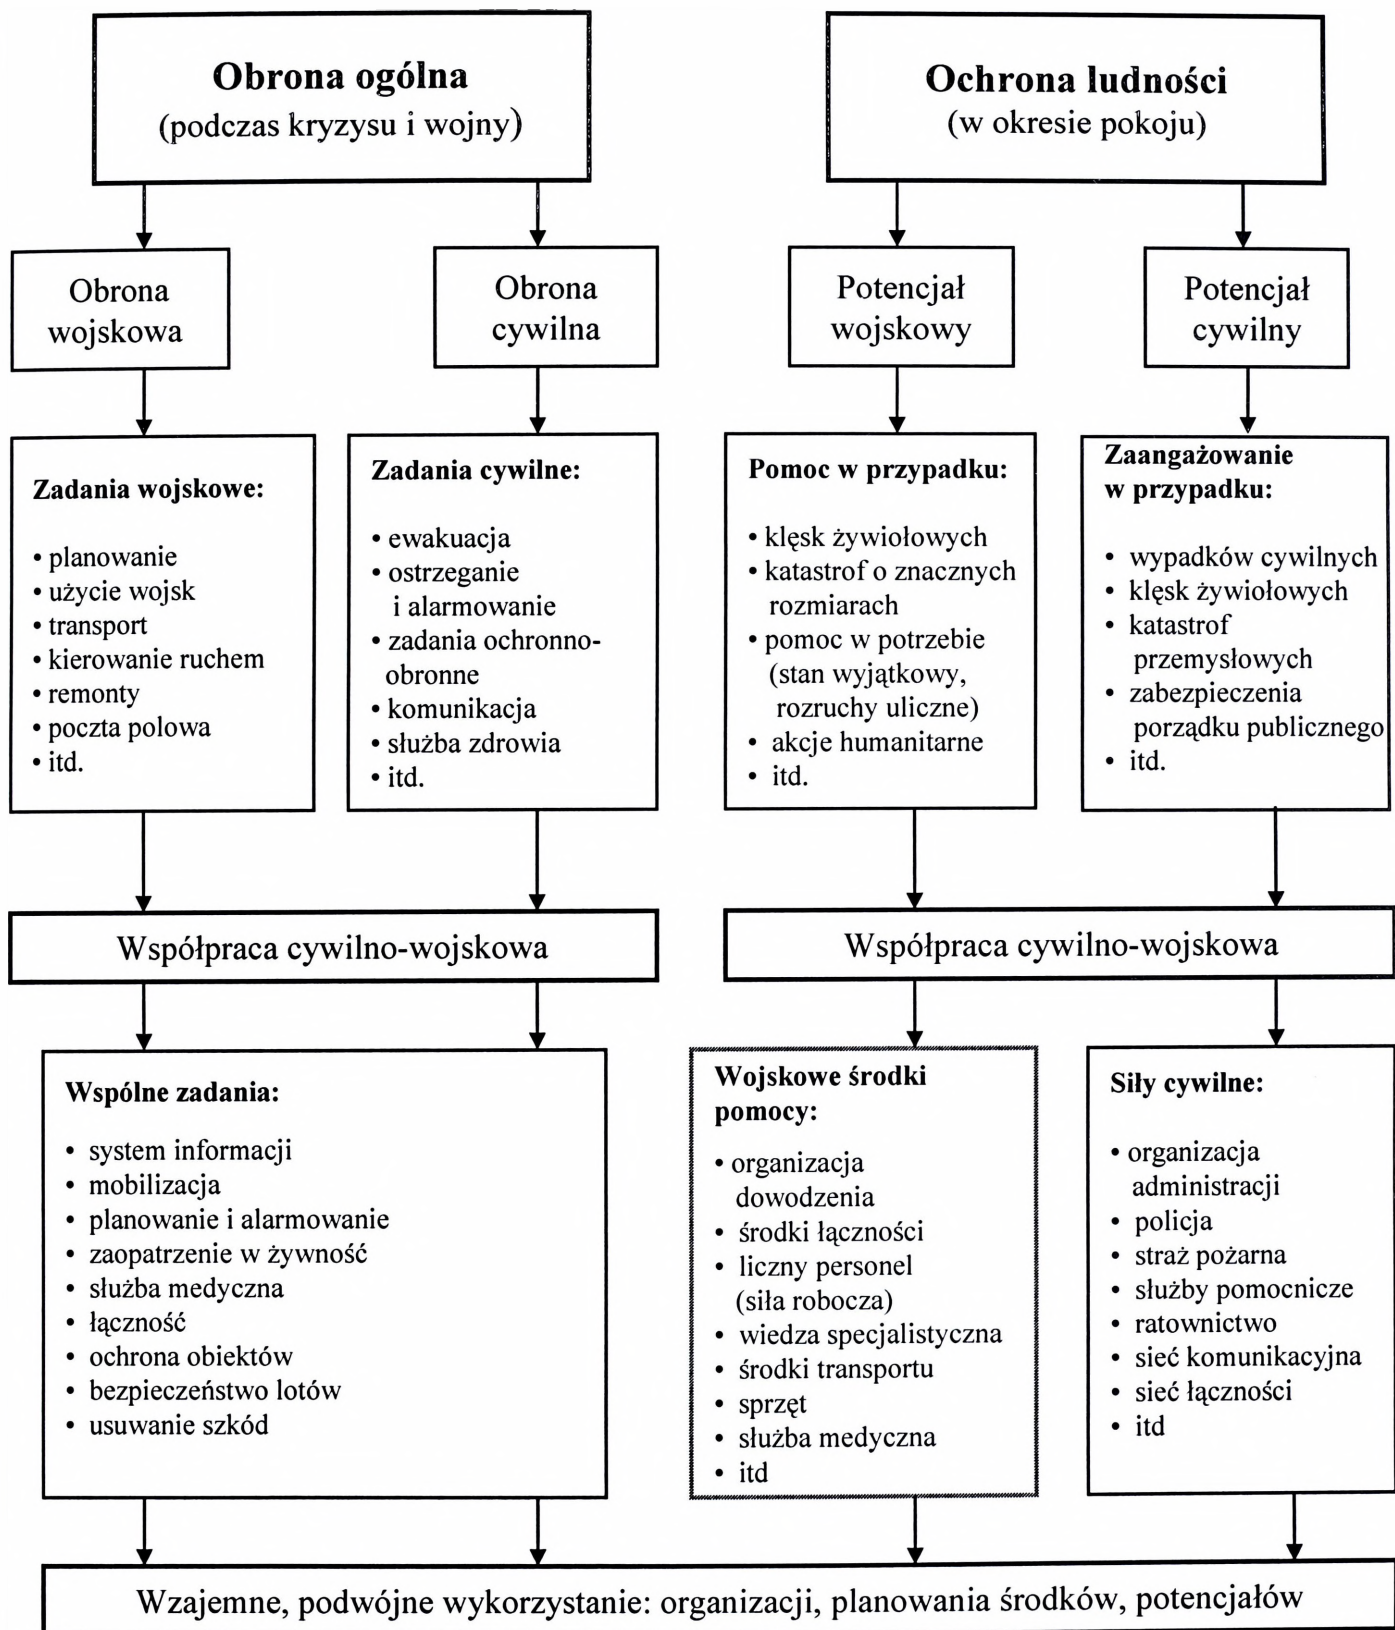 Obrona ogólna
(podczas kryzysu i wojny)
Ochrona ludności
(w okresie pokoju)
Obrona
wojskowa
Obrona
cywilna
Potencjał
wojskowy
Potencjał
cywilny
Zadania wojskowe:
• planowanie
• użycie wojsk
• transport
• kierowanie ruchem
• remonty
• poczta polowa
• itd.
Zadania cywilne:
• ewakuacja
• ostrzeganie
i alarmowanie
• zadania ochronno-
obronne
• komunikacja
• służba zdrowia
• itd.
Pomoc w przypadku:
• klęsk żywiołowych
• katastrof o znacznych
rozmiarach
• pomoc w potrzebie
(stan wyjątkowy,
rozruchy uliczne)
• akcje humanitarne
• itd.
Zaangażowanie
w przypadku:
• wypadków cywilnych
• klęsk żywiołowych
• katastrof
przemysłowych
• zabezpieczenia
porządku publicznego
• itd.
Współpraca cywilno-wojskowa
Współpraca cywilno-wojskowa
Wspólne zadania:
• system informacji
• mobilizacja
• planowanie i alarmowanie
• zaopatrzenie w żywność
• służba medyczna
• łączność
• ochrona obiektów
• bezpieczeństwo lotów
• usuwanie szkód
Wojskowe środki
pomocy:
• organizacja
dowodzenia
• środki łączności
• liczny personel
(siła robocza)
• wiedza specjalistyczna
• środki transportu
• sprzęt
• służba medyczna
• itd
Siły cywilne:
• organizacja
administracji
• policja
• straż pożarna
• służby pomocnicze
• ratownictwo
• sieć komunikacyjna
• sieć łączności
• itd
Wzajemne, podwójne wykorzystanie: organizacji, planowania środków, potencjałów